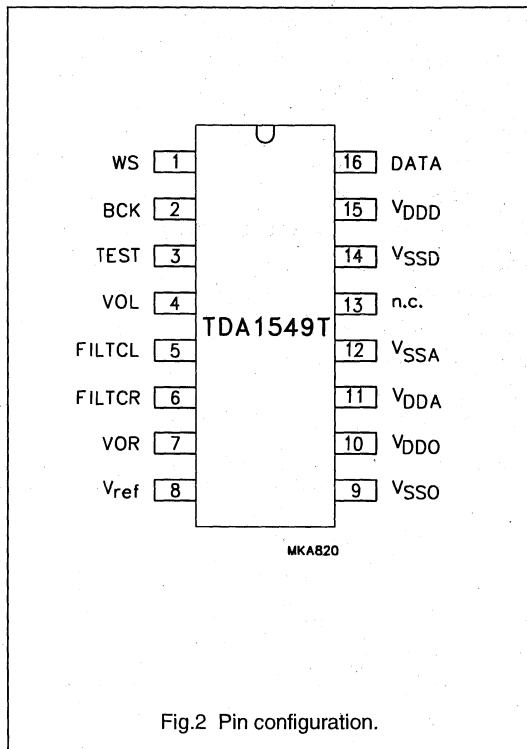 WS 1
16 DATA
BCK 2
15 VDDD
TEST 3
14 VSSD
VOL 4
13 n.c.
TDA1549T
FILTCL 5
12 VSSA
FILTCR 6
11 VDDA
VOR 7
10 VDDO
Vref 8
9 VSSO
MKA820
Fig.2 Pin configuration.